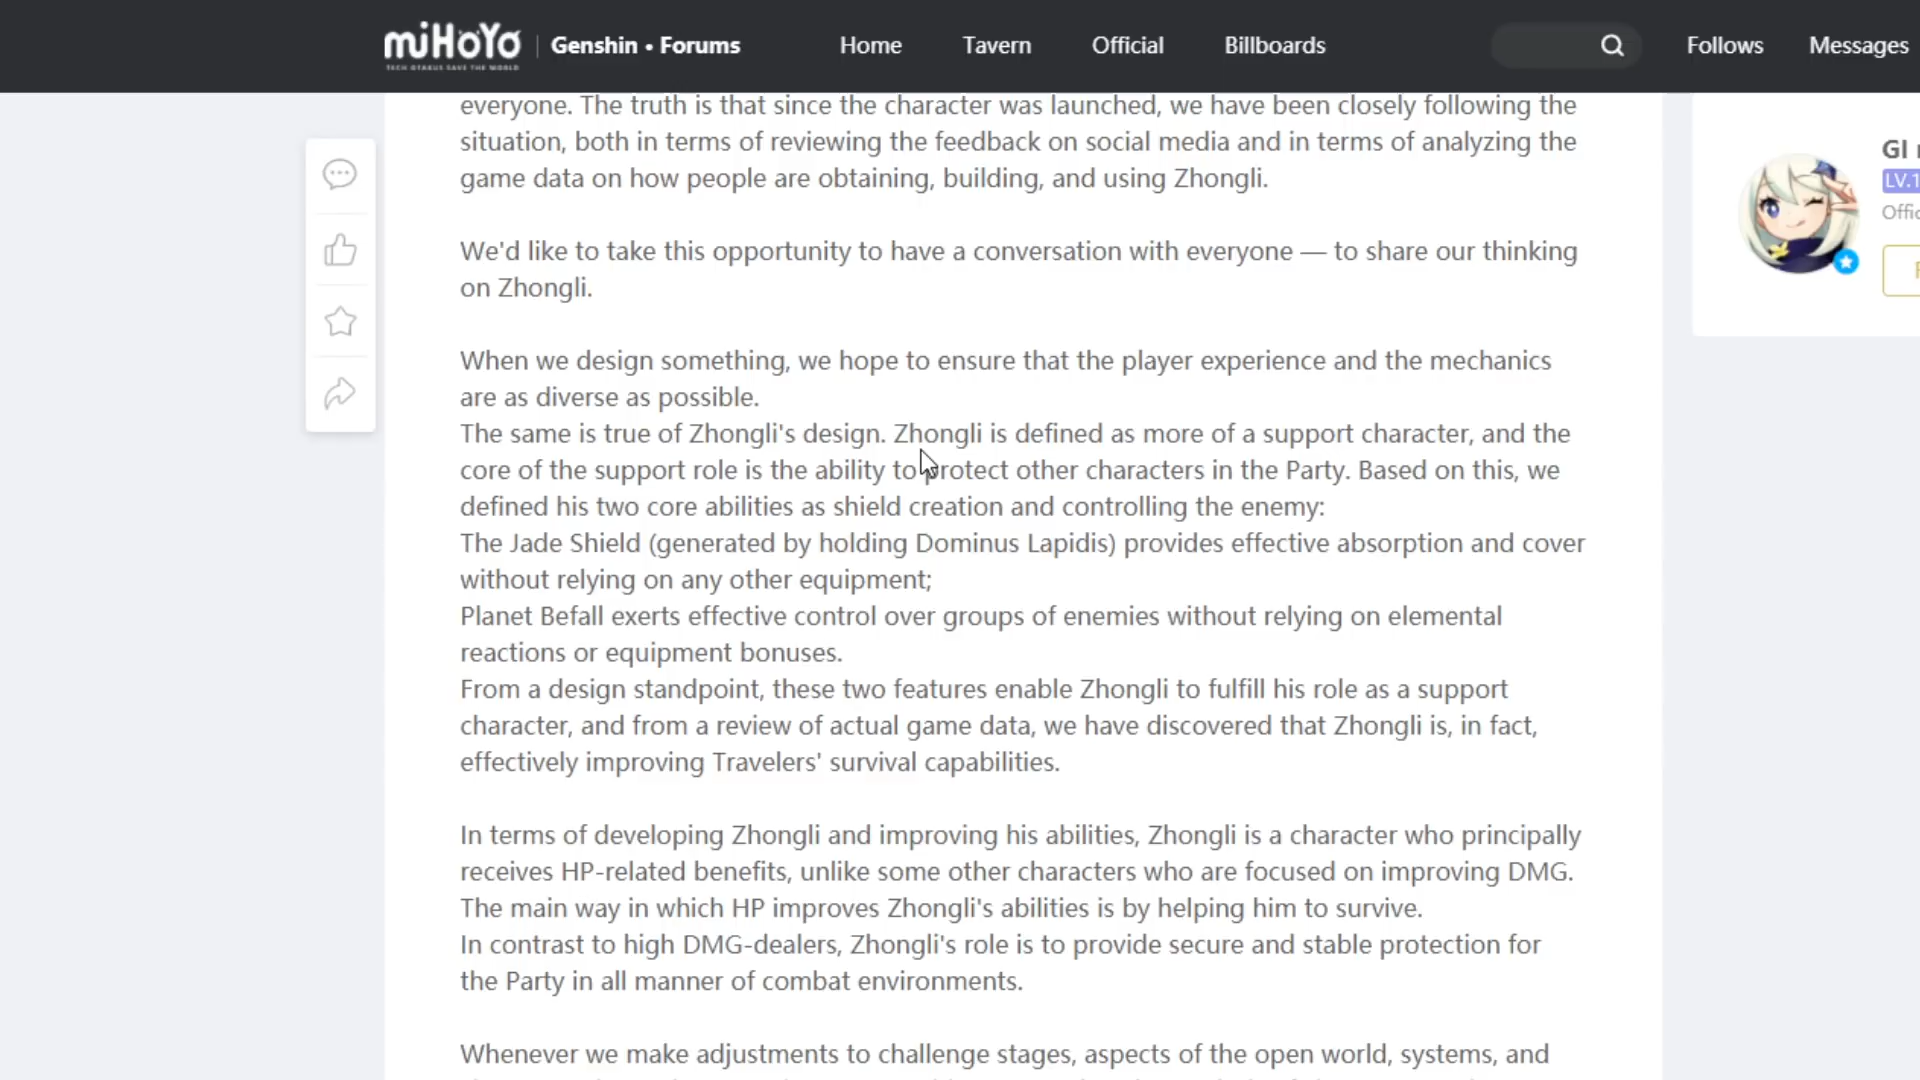 miHoYo
TECH OTAKUS SAVE THE WORLD
Genshin • Forums
Home
Tavern
Official
Billboards
Follows
Messages
everyone. The truth is that since the character was launched, we have been closely following the
situation, both in terms of reviewing the feedback on social media and in terms of analyzing the
game data on how people are obtaining, building, and using Zhongli.
We'd like to take this opportunity to have a conversation with everyone — to share our thinking
on Zhongli.
When we design something, we hope to ensure that the player experience and the mechanics
are as diverse as possible.
The same is true of Zhongli's design. Zhongli is defined as more of a support character, and the
core of the support role is the ability to protect other characters in the Party. Based on this, we
defined his two core abilities as shield creation and controlling the enemy:
The Jade Shield (generated by holding Dominus Lapidis) provides effective absorption and cover
without relying on any other equipment;
Planet Befall exerts effective control over groups of enemies without relying on elemental
reactions or equipment bonuses.
From a design standpoint, these two features enable Zhongli to fulfill his role as a support
character, and from a review of actual game data, we have discovered that Zhongli is, in fact,
effectively improving Travelers' survival capabilities.
In terms of developing Zhongli and improving his abilities, Zhongli is a character who principally
receives HP-related benefits, unlike some other characters who are focused on improving DMG.
The main way in which HP improves Zhongli's abilities is by helping him to survive.
In contrast to high DMG-dealers, Zhongli's role is to provide secure and stable protection for
the Party in all manner of combat environments.
Whenever we make adjustments to challenge stages, aspects of the open world, systems, and
GI
LV.1
Offic